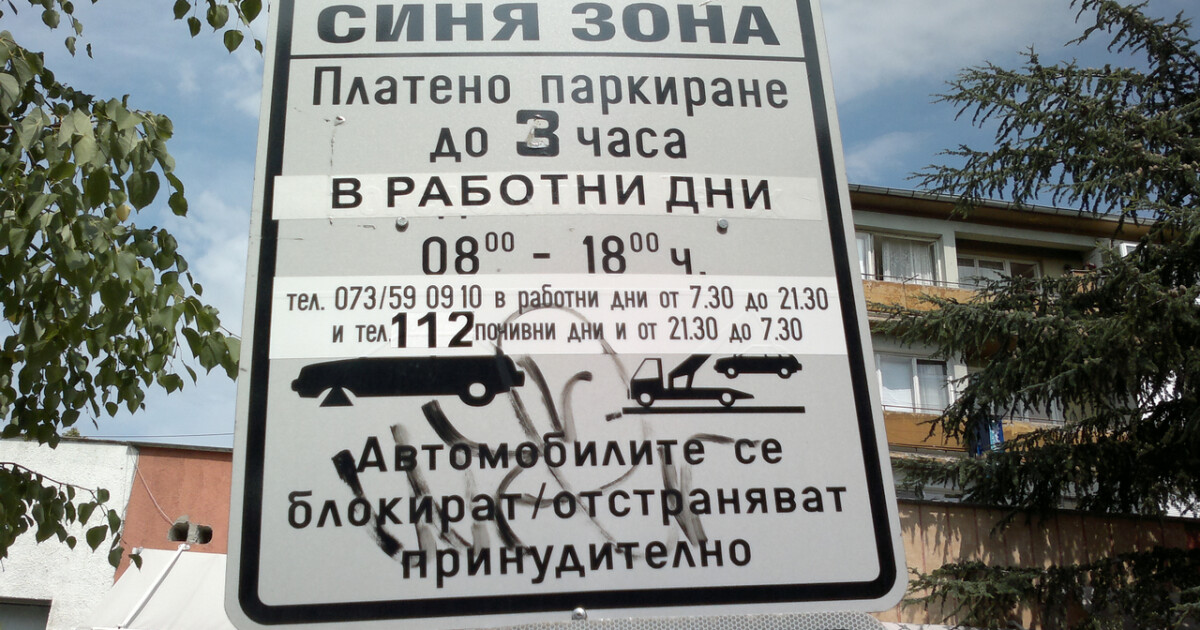 СИНЯ ЗОНА
Платено паркиране
до 3 часа
В РАБОТНИ ДНИ
08⁰⁰ - 18⁰⁰ ч.
тел. 073/59 09 10 в работни дни от 7.30 до 21.30
и тел.112 почивни дни и от 21.30 до 7.30
Автомобилите се
блокират/отстраняват
принудително